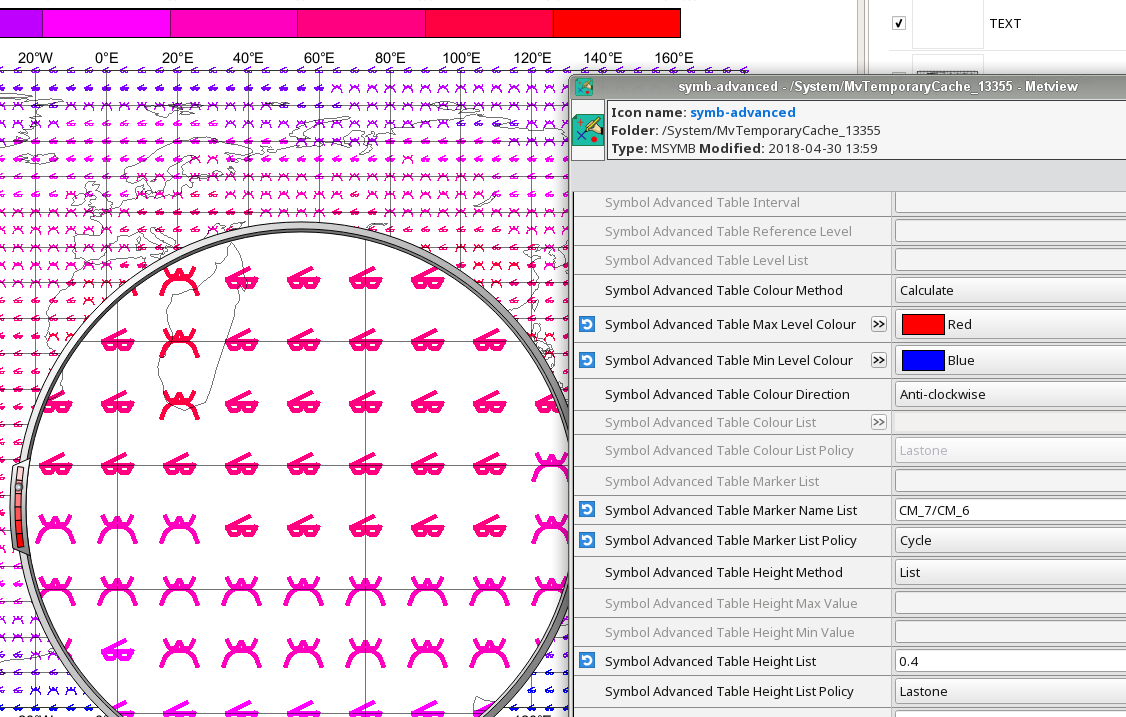 TEXT
20°W 0°E 20°E 40°E 60°E 80°E 100°E 120°E 140°E 160°E
symb-advanced - /System/MvTemporaryCache_13355 - Metview
Icon name: symb-advanced
Folder: /System/MvTemporaryCache_13355
Type: MSYMB Modified: 2018-04-30 13:59
Symbol Advanced Table Interval
Symbol Advanced Table Reference Level
Symbol Advanced Table Level List
Symbol Advanced Table Colour Method Calculate
Symbol Advanced Table Max Level Colour >> Red
Symbol Advanced Table Min Level Colour >> Blue
Symbol Advanced Table Colour Direction Anti-clockwise
Symbol Advanced Table Colour List >>
Symbol Advanced Table Colour List Policy Lastone
Symbol Advanced Table Marker List
Symbol Advanced Table Marker Name List CM_7/CM_6
Symbol Advanced Table Marker List Policy Cycle
Symbol Advanced Table Height Method List
Symbol Advanced Table Height Max Value
Symbol Advanced Table Height Min Value
Symbol Advanced Table Height List 0.4
Symbol Advanced Table Height List Policy Lastone